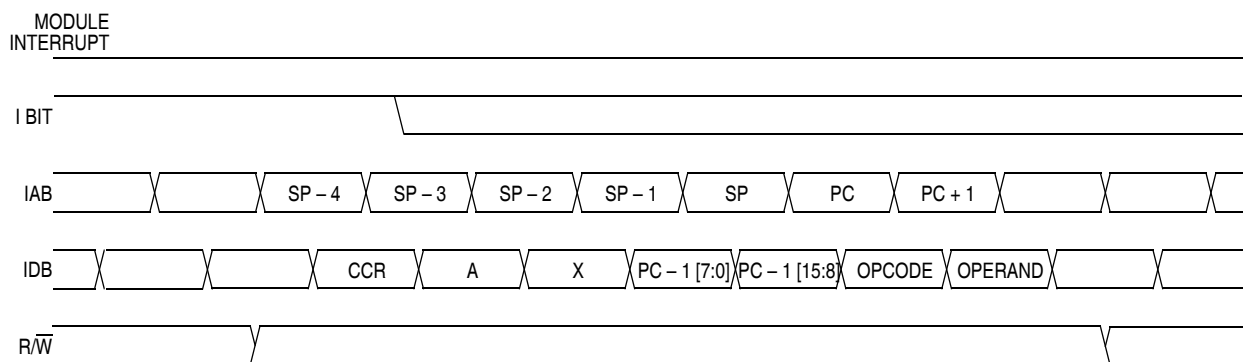 MODULE
INTERRUPT
I BIT
IAB SP – 4 SP – 3 SP – 2 SP – 1 SP PC PC + 1
IDB CCR A X PC – 1 [7:0] PC – 1 [15:8] OPCODE OPERAND
R/W̅